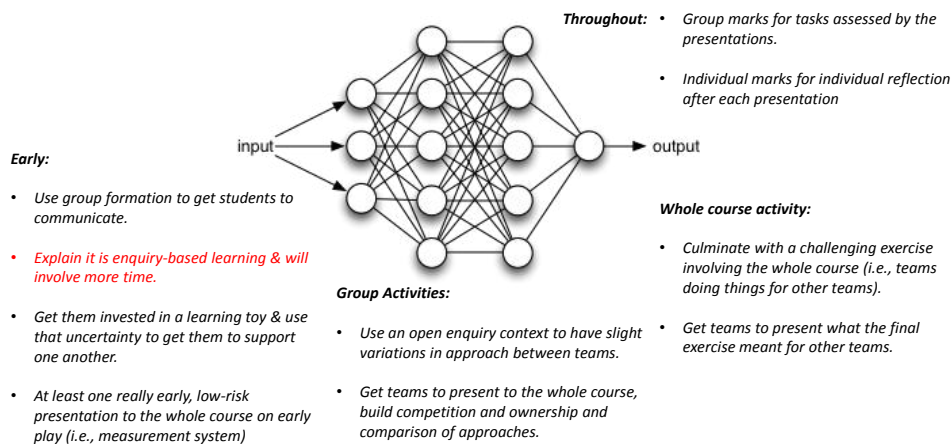 Throughout:
• Group marks for tasks assessed by the
presentations.
• Individual marks for individual reflection
after each presentation
input
output
Early:
• Use group formation to get students to
communicate.
• Explain it is enquiry-based learning & will
involve more time.
• Get them invested in a learning toy & use
that uncertainty to get them to support
one another.
• At least one really early, low-risk
presentation to the whole course on early
play (i.e., measurement system)
Group Activities:
• Use an open enquiry context to have slight
variations in approach between teams.
• Get teams to present to the whole course,
build competition and ownership and
comparison of approaches.
Whole course activity:
• Culminate with a challenging exercise
involving the whole course (i.e., teams
doing things for other teams).
• Get teams to present what the final
exercise meant for other teams.